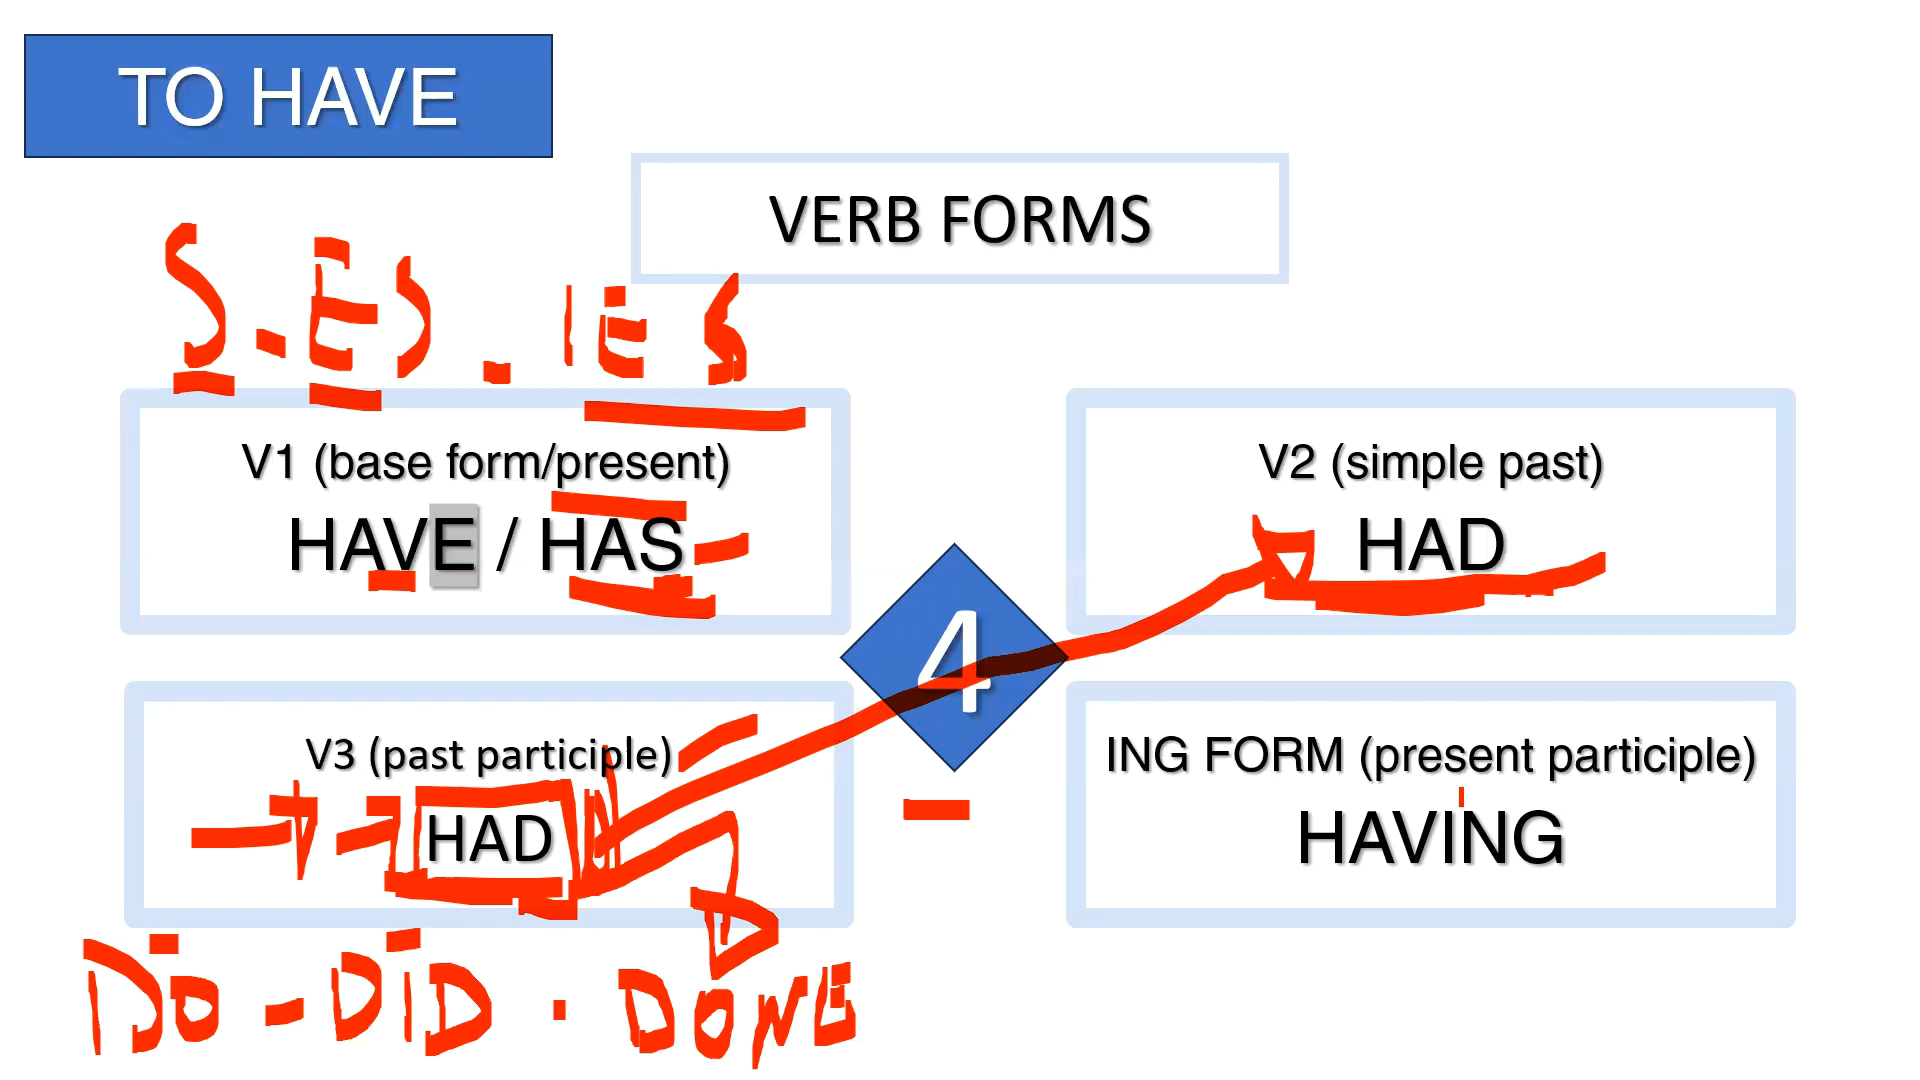 TO HAVE
VERB FORMS
S - ES - IES
V1 (base form/present)
HAVE / HAS
V2 (simple past)
HAD
4
V3 (past participle)
HAD
ING FORM (present participle)
HAVING
DO - DID - DONE